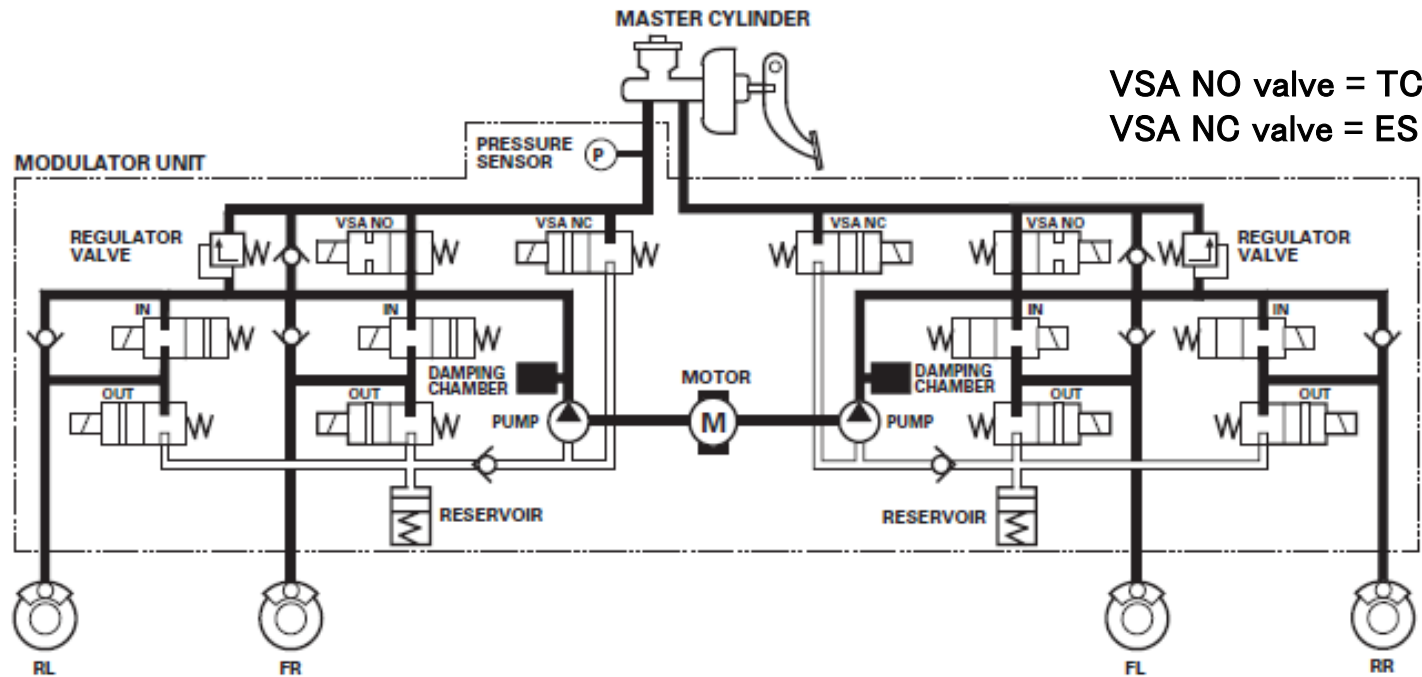 MASTER CYLINDER
VSA NO valve = TC
VSA NC valve = ES
PRESSURE
SENSOR
P
MODULATOR UNIT
REGULATOR
VALVE
VSA NO
VSA NC
VSA NC
VSA NO
REGULATOR
VALVE
IN
IN
IN
IN
DAMPING
CHAMBER
MOTOR
DAMPING
CHAMBER
OUT
OUT
PUMP
M
PUMP
OUT
OUT
RESERVOIR
RESERVOIR
RL
FR
FL
RR